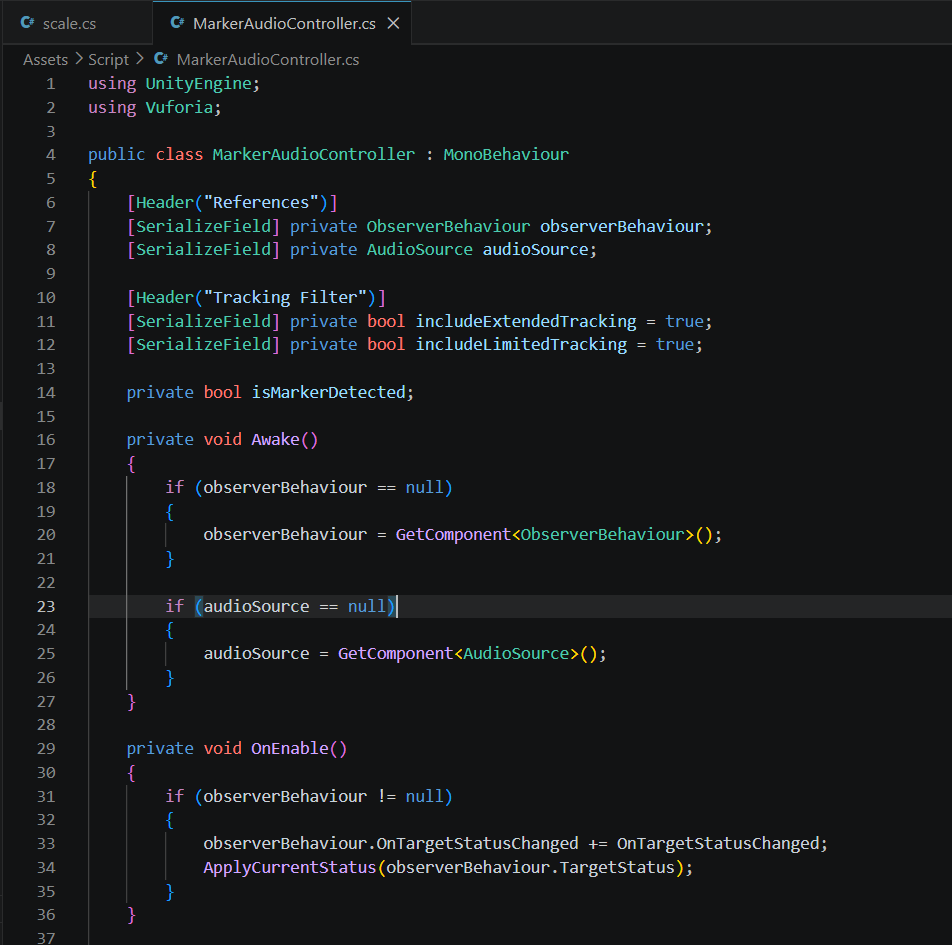 C# scale.cs C# MarkerAudioController.cs ×
Assets > Script > C# MarkerAudioController.cs
1 using UnityEngine;
2 using Vuforia;
3
4 public class MarkerAudioController : MonoBehaviour
5 {
6 [Header("References")]
7 [SerializeField] private ObserverBehaviour observerBehaviour;
8 [SerializeField] private AudioSource audioSource;
9
10 [Header("Tracking Filter")]
11 [SerializeField] private bool includeExtendedTracking = true;
12 [SerializeField] private bool includeLimitedTracking = true;
13
14 private bool isMarkerDetected;
15
16 private void Awake()
17 {
18 if (observerBehaviour == null)
19 {
20 observerBehaviour = GetComponent<ObserverBehaviour>();
21 }
22
23 if (audioSource == null)
24 {
25 audioSource = GetComponent<AudioSource>();
26 }
27 }
28
29 private void OnEnable()
30 {
31 if (observerBehaviour != null)
32 {
33 observerBehaviour.OnTargetStatusChanged += OnTargetStatusChanged;
34 ApplyCurrentStatus(observerBehaviour.TargetStatus);
35 }
36 }
37